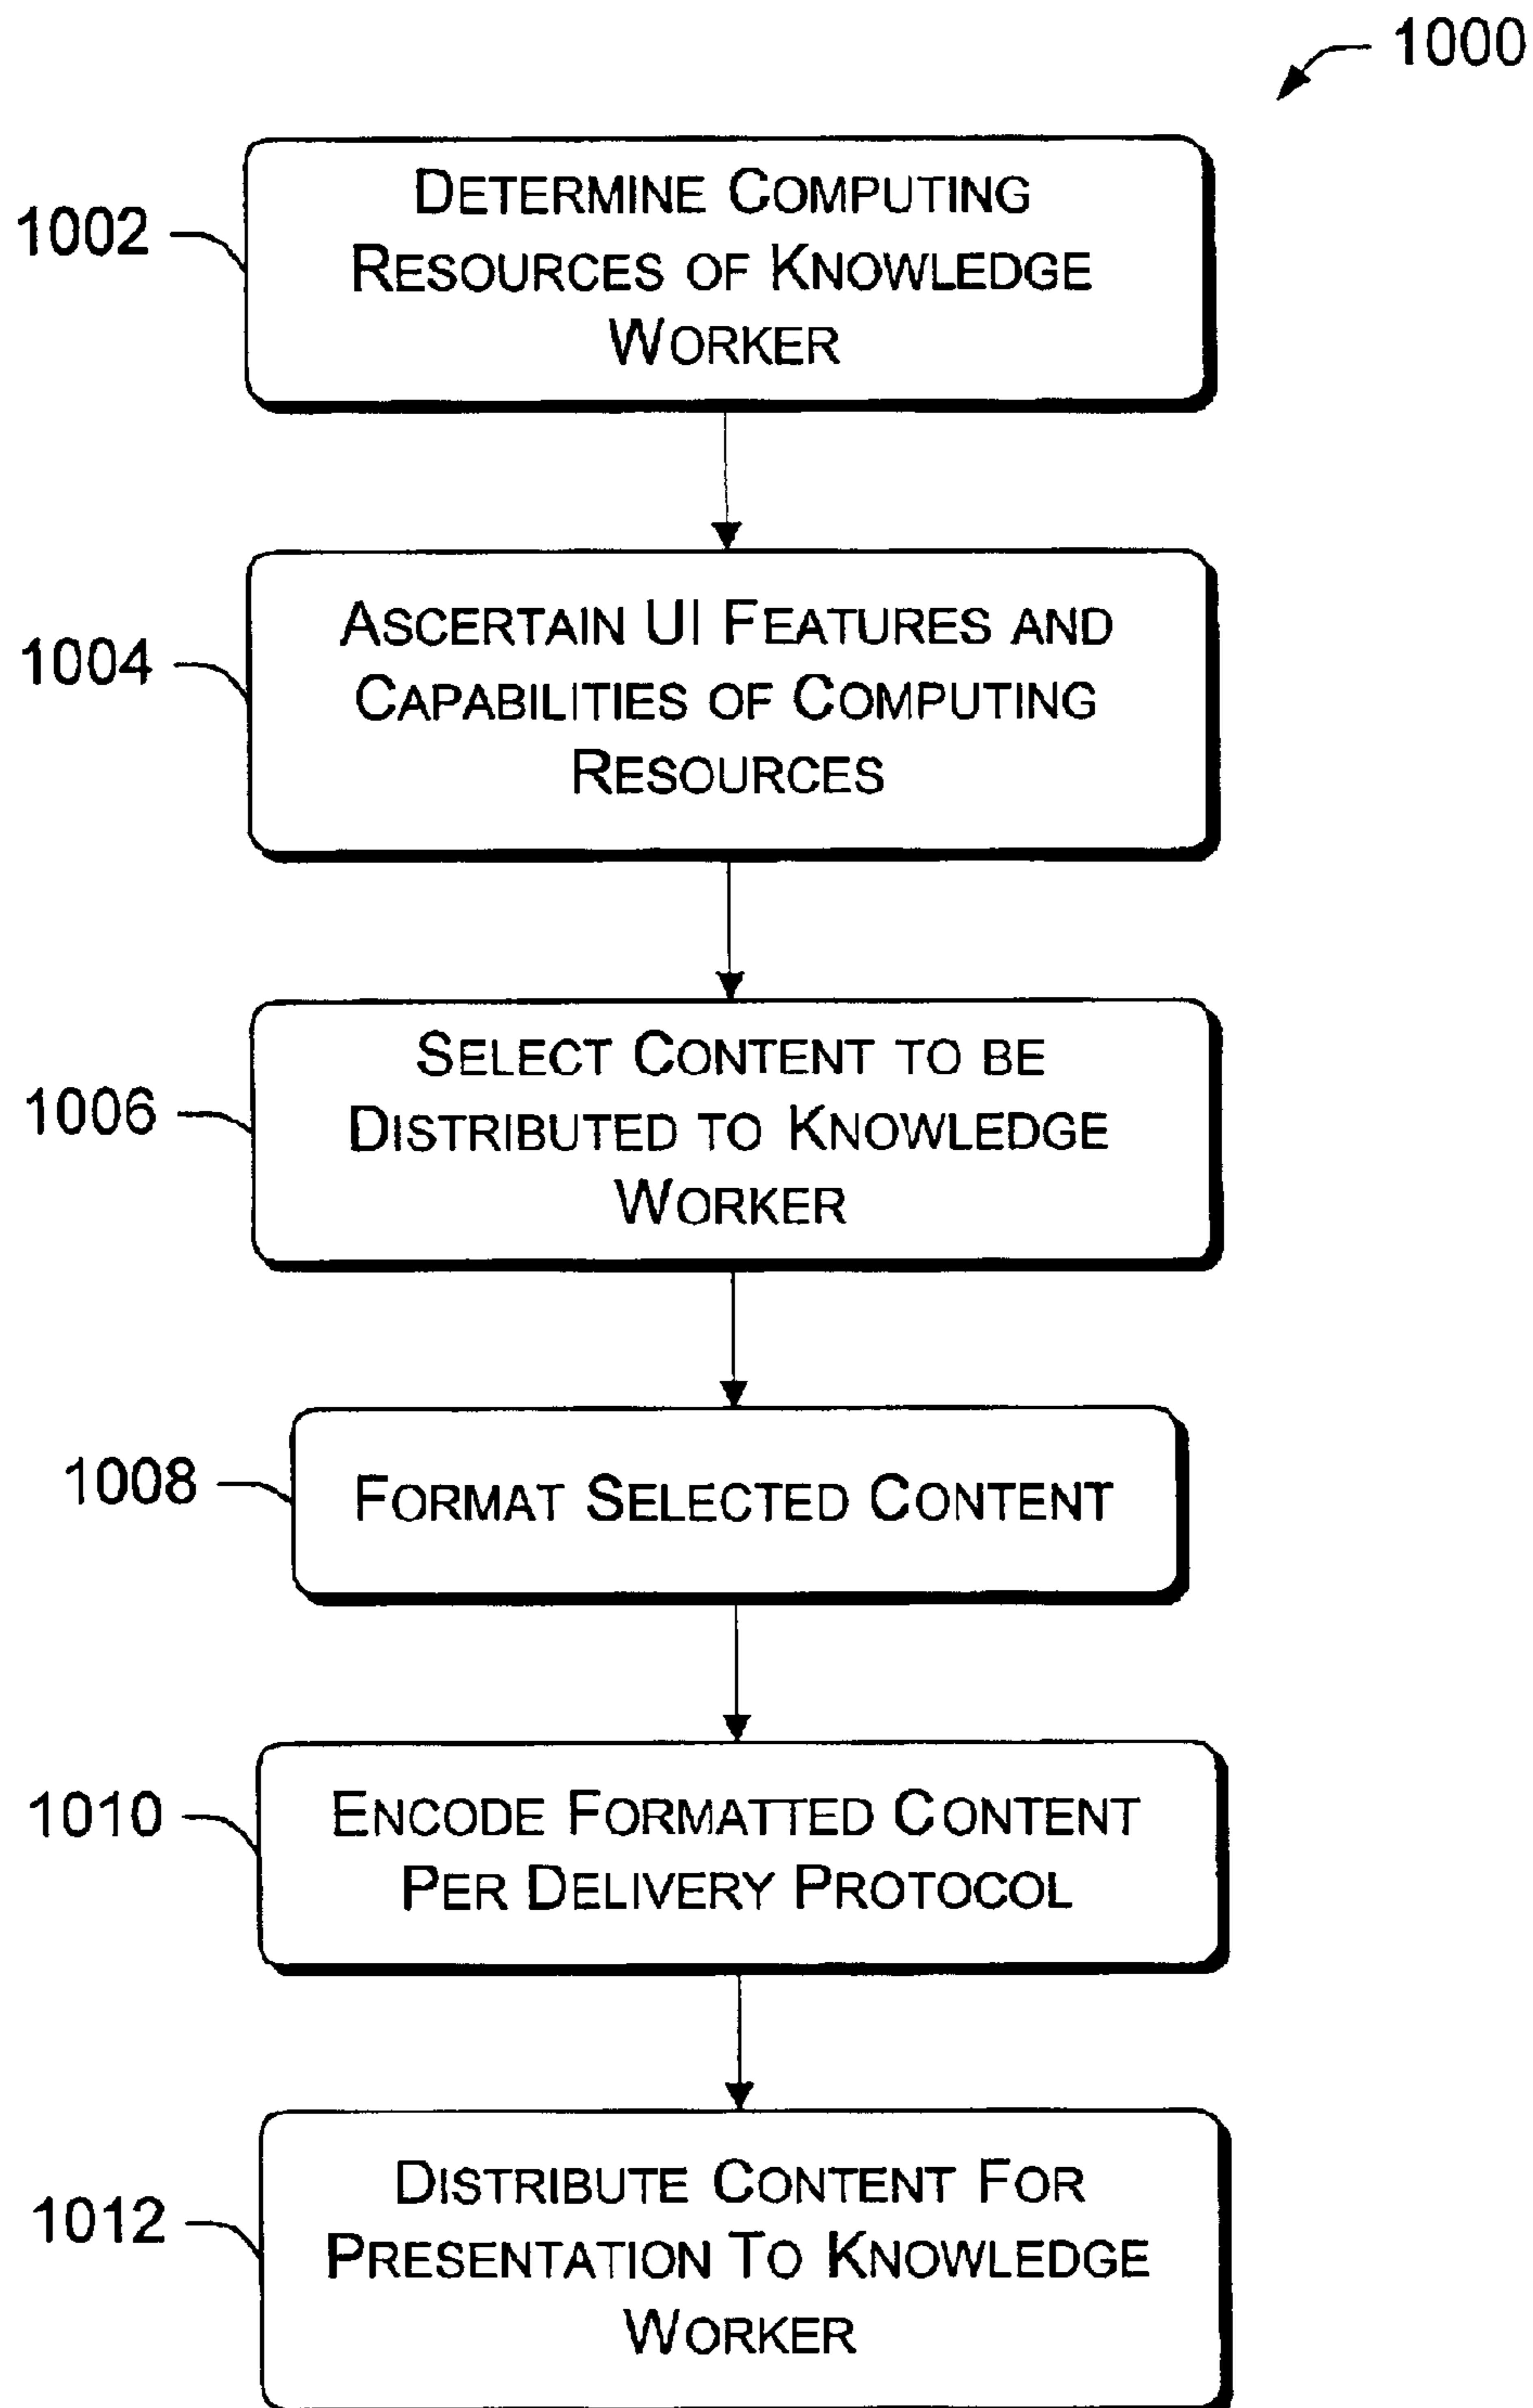 1000
1002
DETERMINE COMPUTING
RESOURCES OF KNOWLEDGE
WORKER
1004
ASCERTAIN UI FEATURES AND
CAPABILITIES OF COMPUTING
RESOURCES
1006
SELECT CONTENT TO BE
DISTRIBUTED TO KNOWLEDGE
WORKER
1008
FORMAT SELECTED CONTENT
1010
ENCODE FORMATTED CONTENT
PER DELIVERY PROTOCOL
1012
DISTRIBUTE CONTENT FOR
PRESENTATION TO KNOWLEDGE
WORKER